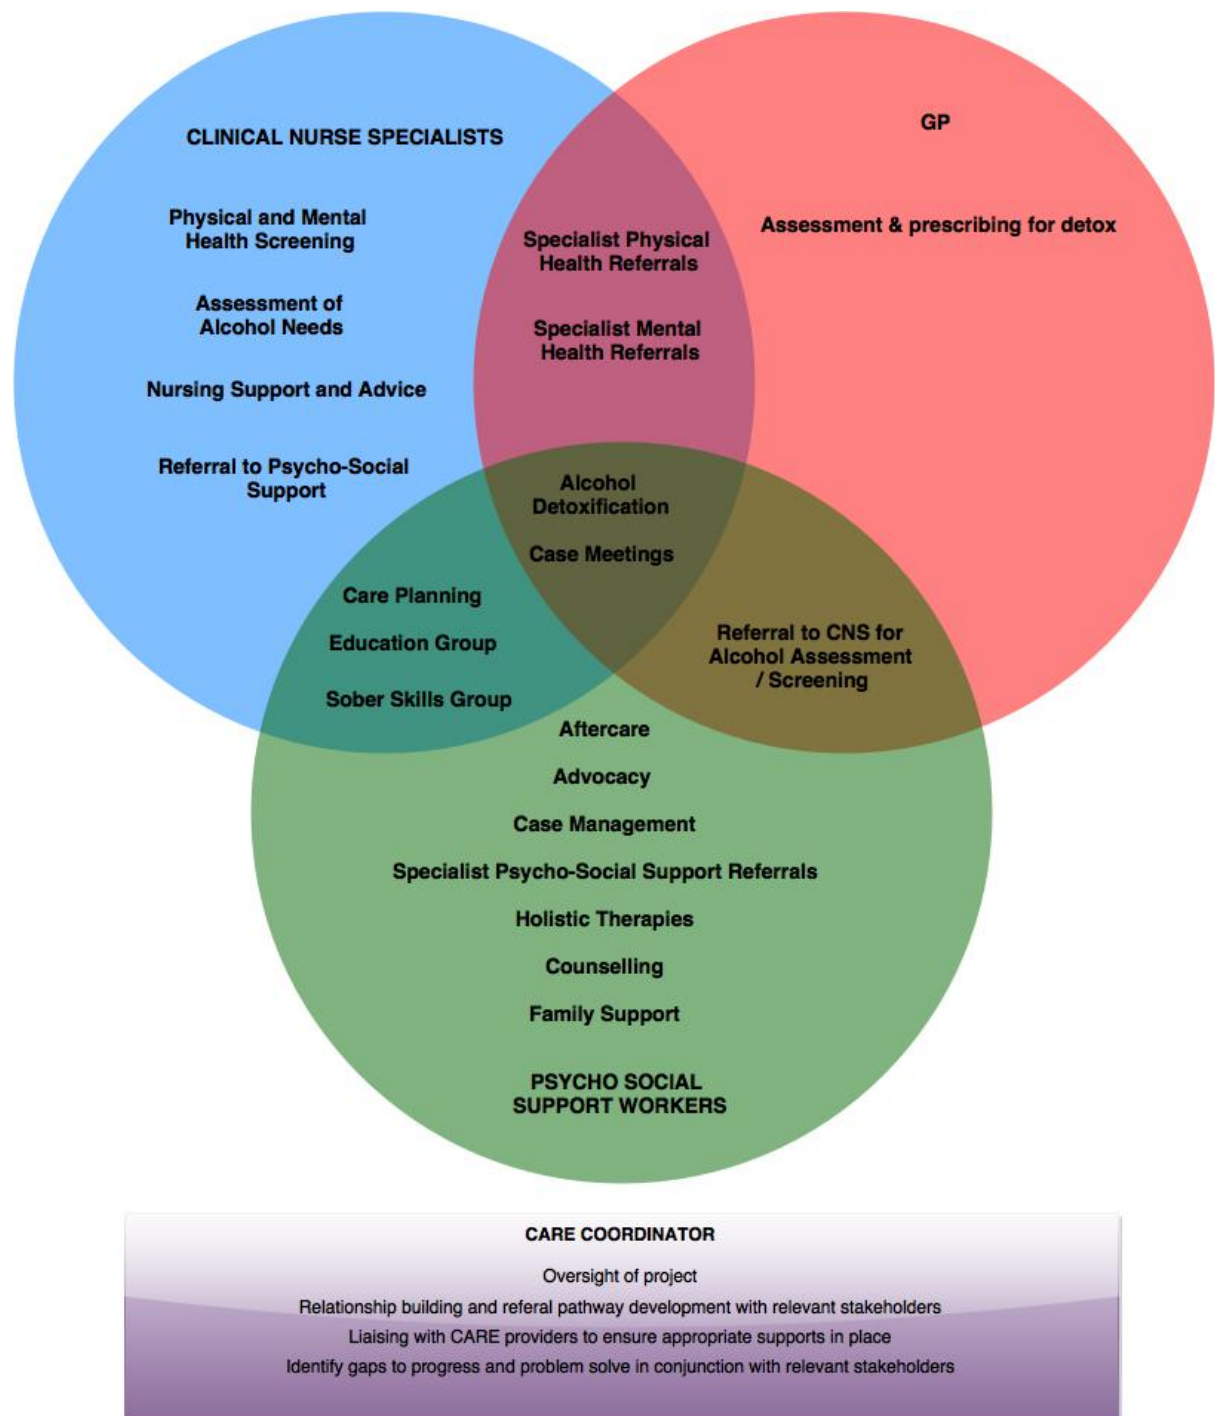 CLINICAL NURSE SPECIALISTS
Physical and Mental
Health Screening
Assessment of
Alcohol Needs
Nursing Support and Advice
Referral to Psycho-Social
Support
GP
Assessment & prescribing for detox
Specialist Physical
Health Referrals
Specialist Mental
Health Referrals
Alcohol
Detoxification
Case Meetings
Care Planning
Education Group
Sober Skills Group
Referral to CNS for
Alcohol Assessment
/ Screening
Aftercare
Advocacy
Case Management
Specialist Psycho-Social Support Referrals
Holistic Therapies
Counselling
Family Support
PSYCHO SOCIAL
SUPPORT WORKERS
CARE COORDINATOR
Oversight of project
Relationship building and referal pathway development with relevant stakeholders
Liaising with CARE providers to ensure appropriate supports in place
Identify gaps to progress and problem solve in conjunction with relevant stakeholders